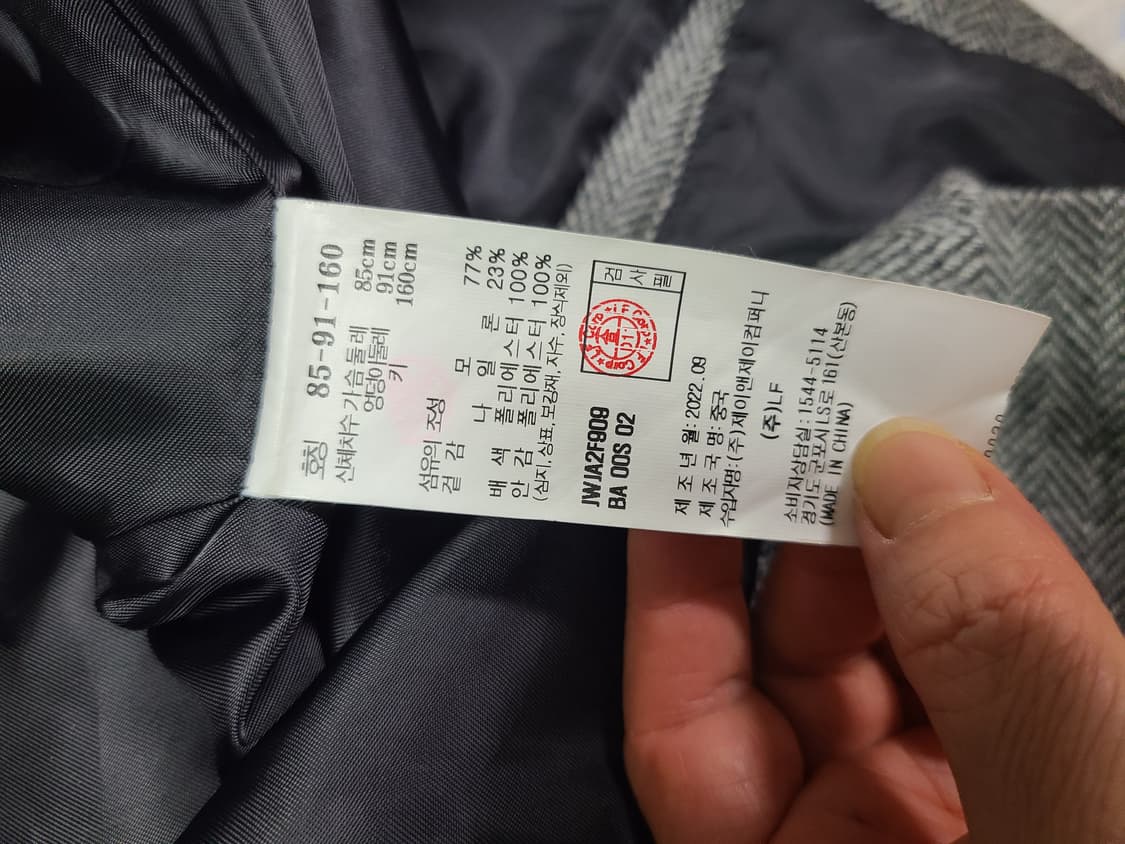 호칭 85-91-160
신체치수 가슴둘레 85cm
엉덩이둘레 91cm
키 160cm
섬유의 조성
겉 감 모 77%
나 일 론 23%
배 색 폴리에스터 100%
안 감 폴리에스터 100%
(심지, 상표, 보강재, 자수, 장식제외)
검 사 필
JWJA2F909
BA 00S 02
제 조 년 월: 2022.09
제 조 국 명: 중국
수입자명: (주)제이앤제이컴퍼니
(주)LF
소비자상담실: 1544-5114
경기도 군포시 LS로 161(산본동)
(MADE IN CHINA)